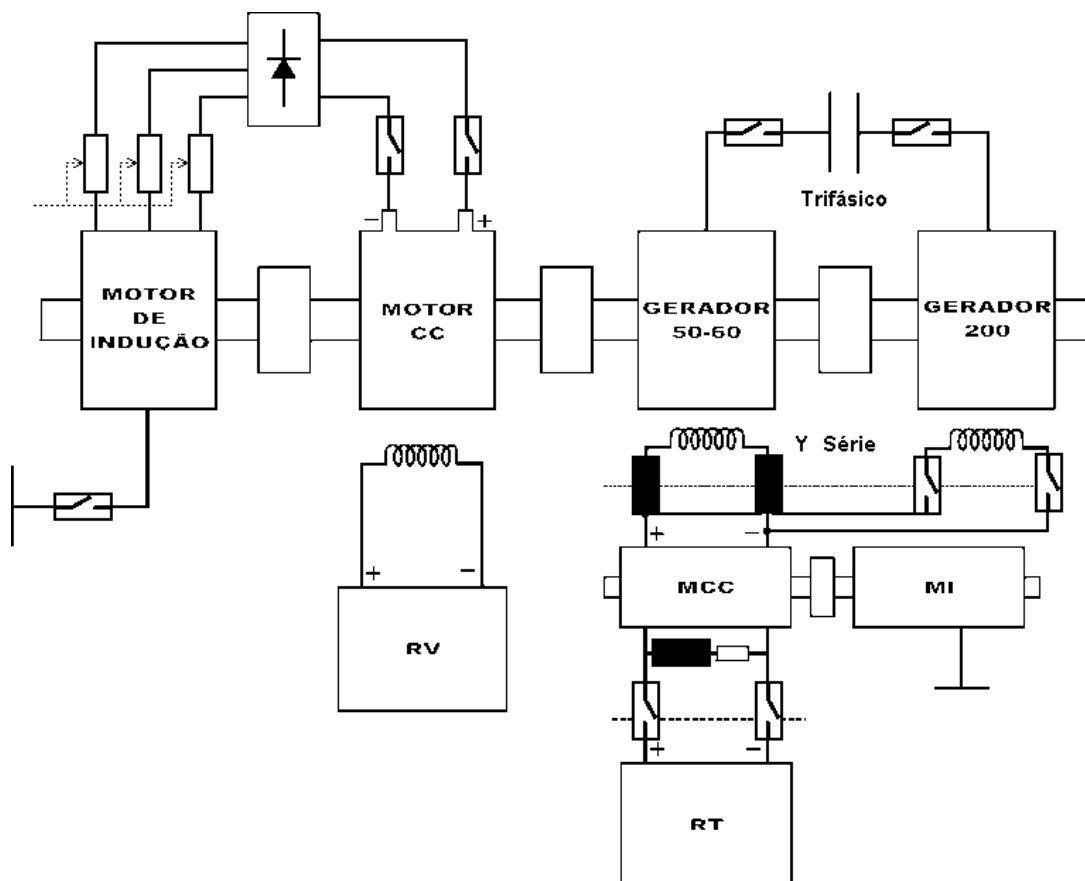 Trifásico
− +
MOTOR
DE
INDUÇÃO
MOTOR
CC
GERADOR
50-60
GERADOR
200
Y Série
+ −
MCC
MI
+ −
RV
+ −
RT